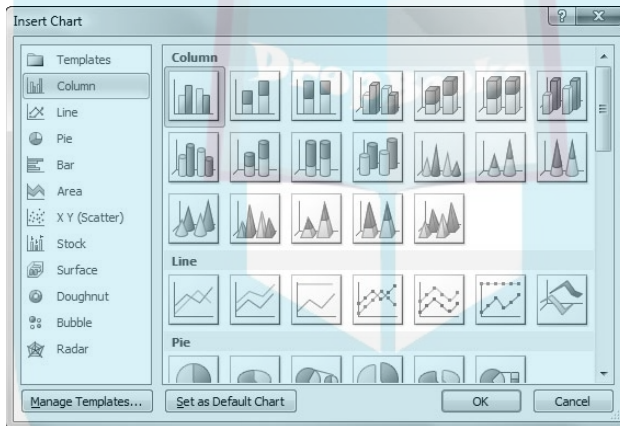 Insert Chart
Templates
Column
Line
Pie
Bar
Area
X Y (Scatter)
Stock
Surface
Doughnut
Bubble
Radar
Column
Line
Pie
Manage Templates...
Set as Default Chart
OK
Cancel